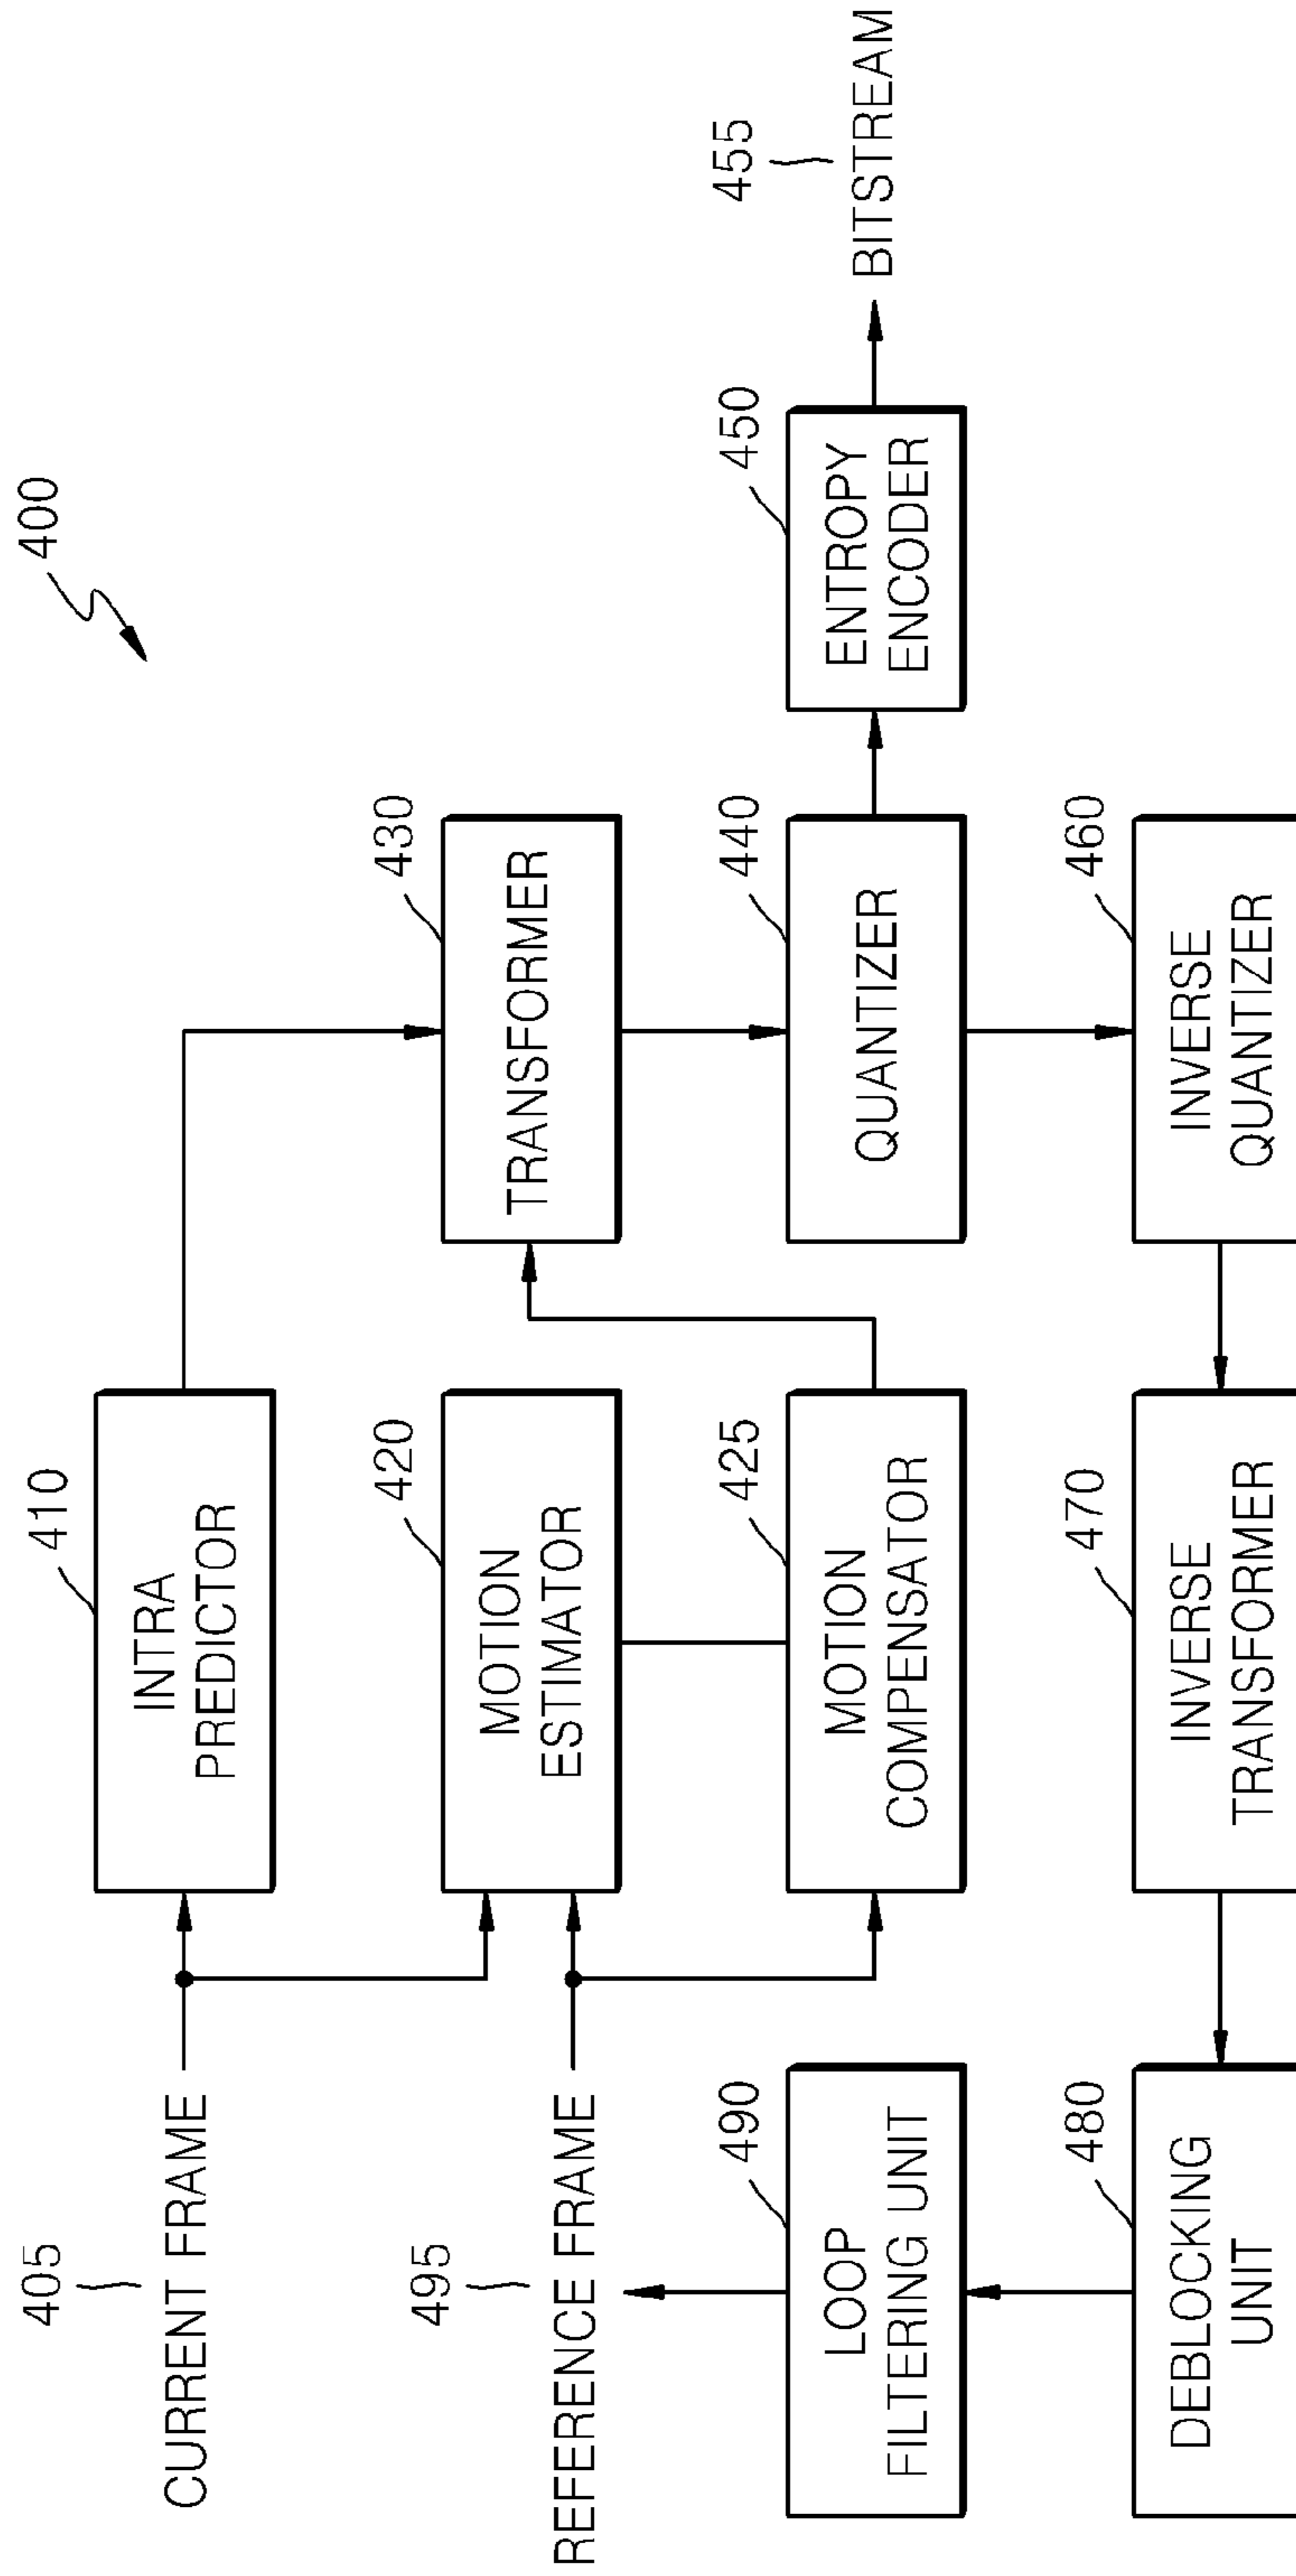 400
405
CURRENT FRAME
410
INTRA
PREDICTOR
495
REFERENCE FRAME
420
MOTION
ESTIMATOR
430
TRANSFORMER
490
LOOP
FILTERING UNIT
425
MOTION
COMPENSATOR
440
QUANTIZER
450
ENTROPY
ENCODER
455
BITSTREAM
480
DEBLOCKING
UNIT
470
INVERSE
TRANSFORMER
460
INVERSE
QUANTIZER